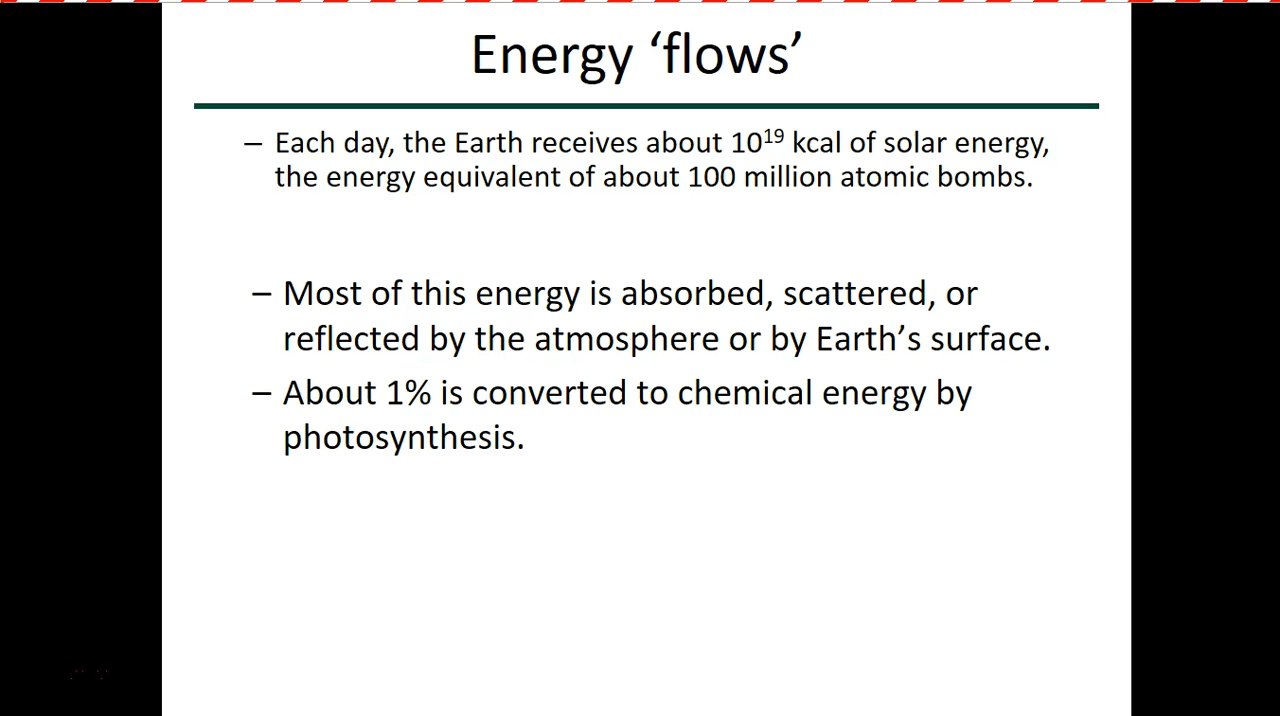 Energy ‘flows’
– Each day, the Earth receives about 10¹⁹ kcal of solar energy,
the energy equivalent of about 100 million atomic bombs.
– Most of this energy is absorbed, scattered, or
reflected by the atmosphere or by Earth’s surface.
– About 1% is converted to chemical energy by
photosynthesis.